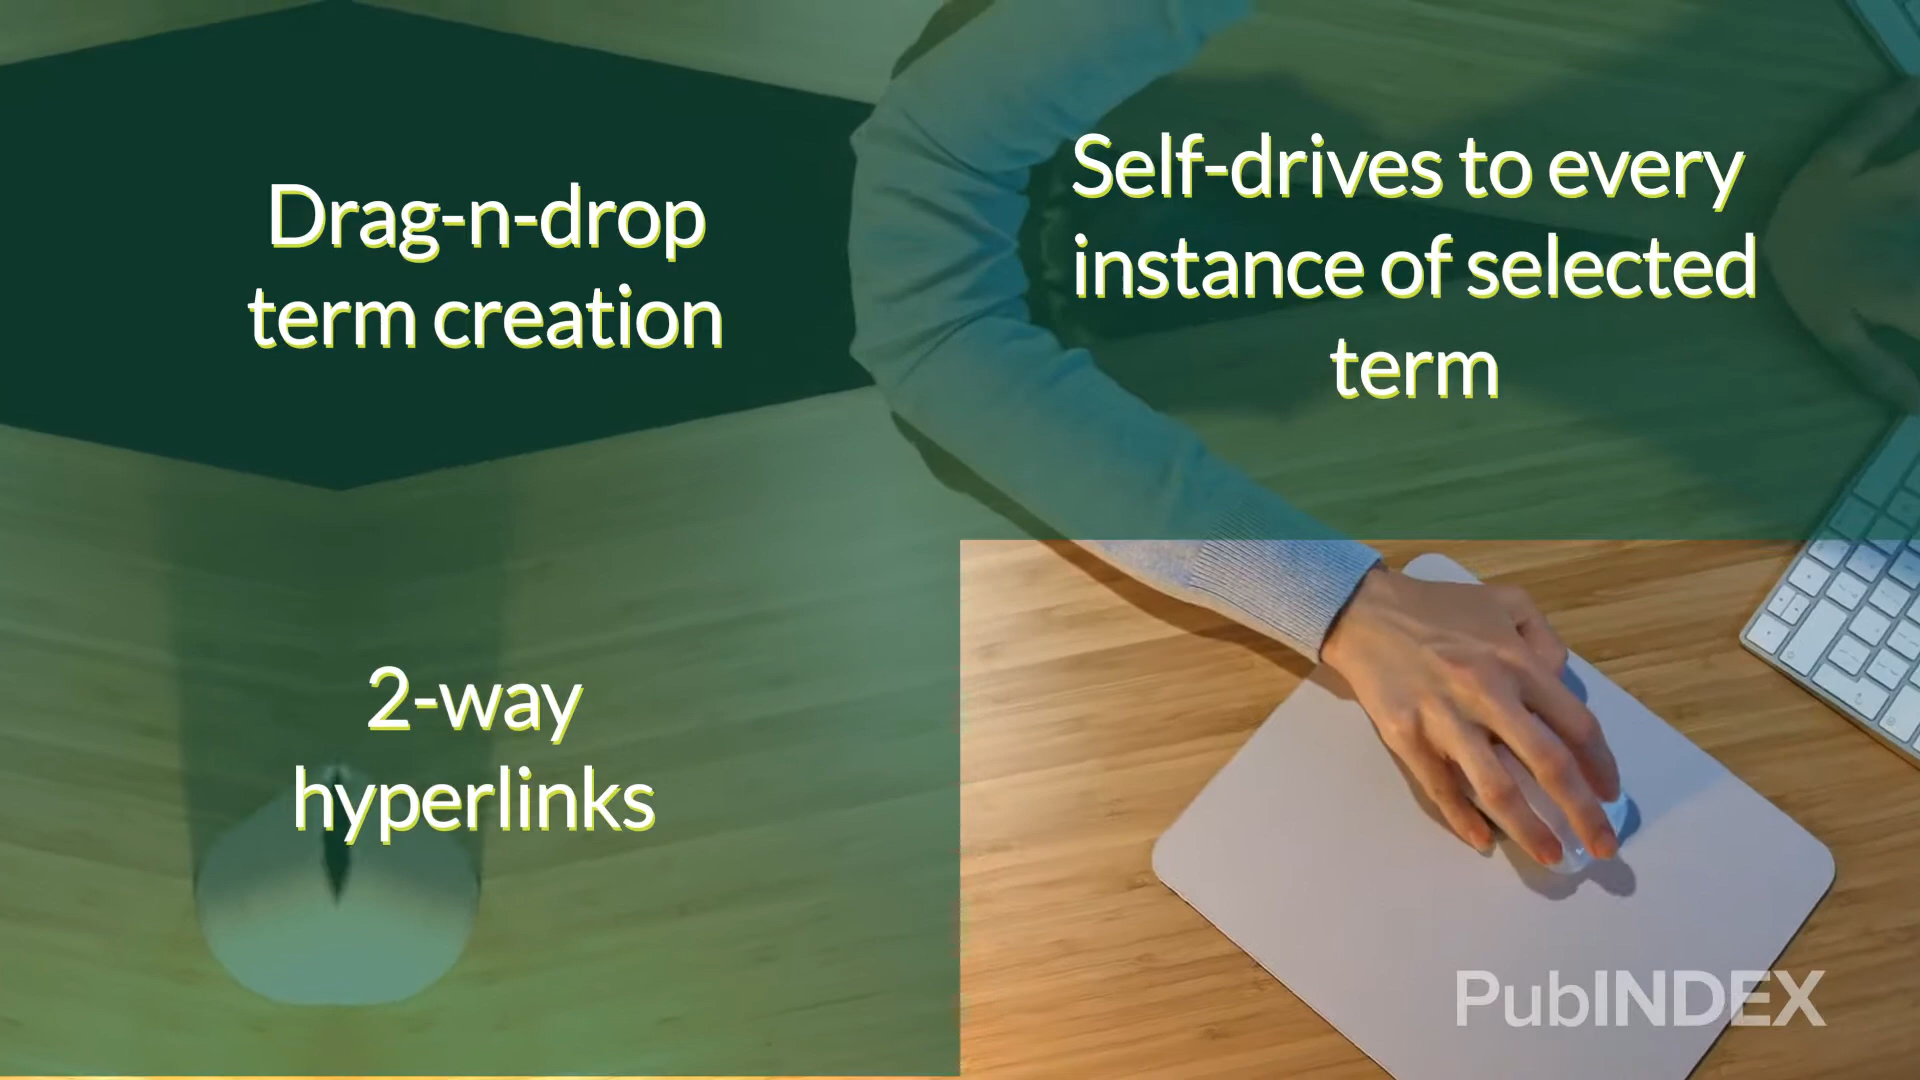 Drag-n-drop
term creation
Self-drives to every
instance of selected
term
2-way
hyperlinks
PubINDEX